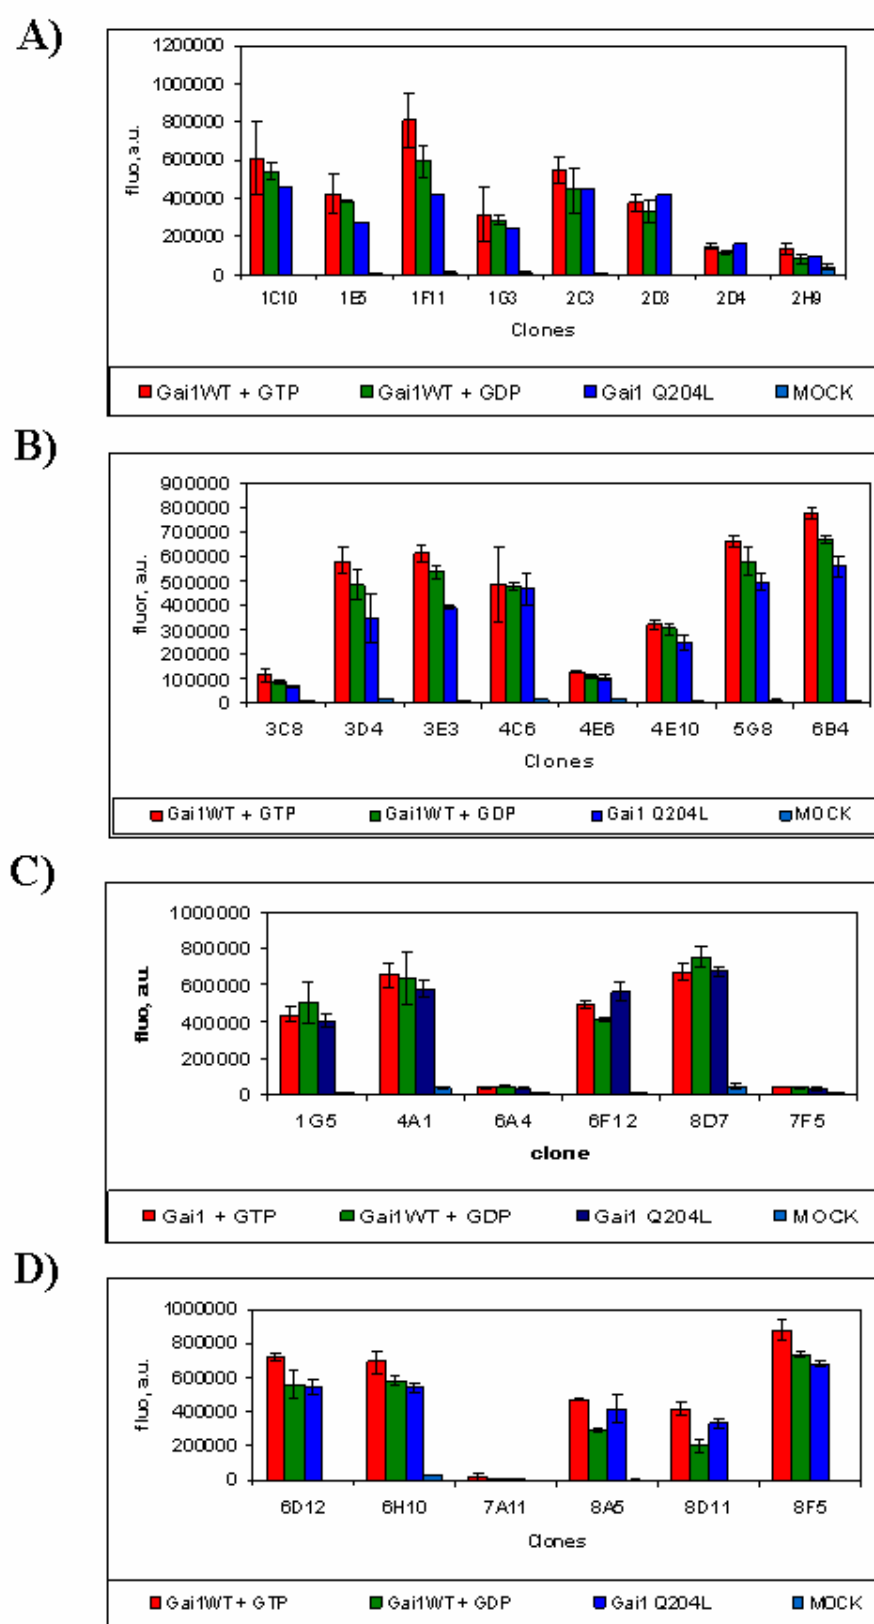 A)
1200000
1000000
800000
600000
400000
200000
0
fluo, a.u.
1C10 1E5 1F11 1G3 2C3 2D3 2D4 2H9
Clones
Gai1WT + GTP Gai1WT + GDP Gai1 Q204L MOCK
B)
900000
800000
700000
600000
500000
400000
300000
200000
100000
0
fluor, a.u.
3C8 3D4 3E3 4C6 4E6 4E10 5G8 6B4
Clones
Gai1WT + GTP Gai1WT + GDP Gai1 Q204L MOCK
C)
1000000
800000
600000
400000
200000
0
fluo, a.u.
1G5 4A1 6A4 6F12 8D7 7F5
clone
Gai1 + GTP Gai1WT + GDP Gai1 Q204L MOCK
D)
1000000
800000
600000
400000
200000
0
fluo, a.u.
6D12 6H10 7A11 8A5 8D11 8F5
Clones
Gai1WT + GTP Gai1WT + GDP Gai1 Q204L MOCK